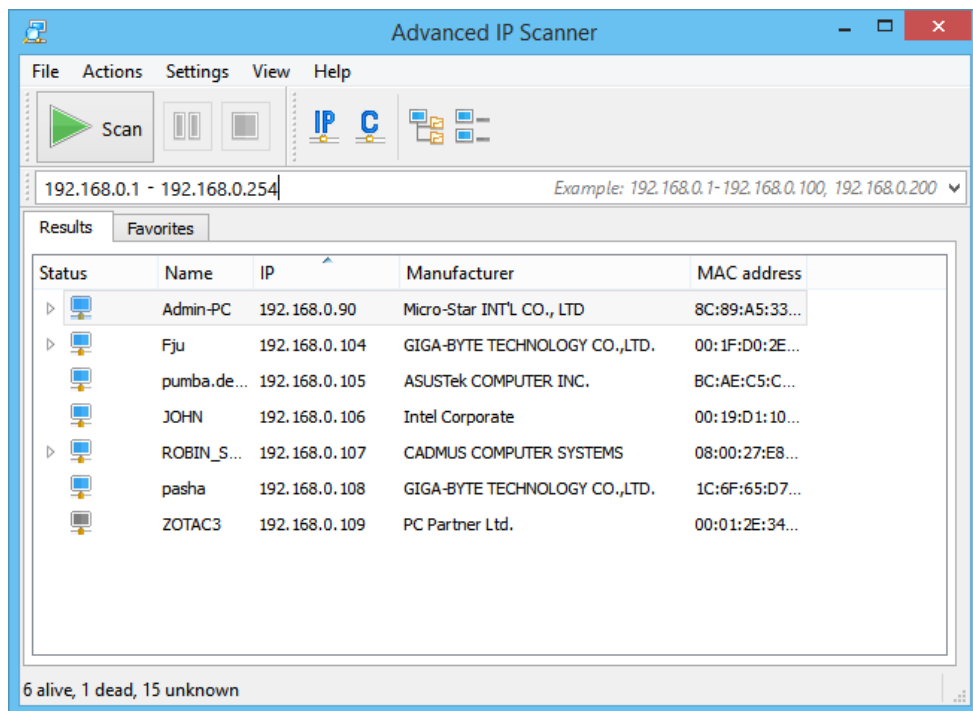 Advanced IP Scanner
File Actions Settings View Help
Scan IP C
192.168.0.1 - 192.168.0.254 Example: 192.168.0.1-192.168.0.100, 192.168.0.200
Results Favorites
Status Name IP Manufacturer MAC address
Admin-PC 192.168.0.90 Micro-Star INT'L CO., LTD 8C:89:A5:33...
Fju 192.168.0.104 GIGA-BYTE TECHNOLOGY CO.,LTD. 00:1F:D0:2E...
pumba.de... 192.168.0.105 ASUSTek COMPUTER INC. BC:AE:C5:C...
JOHN 192.168.0.106 Intel Corporate 00:19:D1:10...
ROBIN_S... 192.168.0.107 CADMUS COMPUTER SYSTEMS 08:00:27:E8...
pasha 192.168.0.108 GIGA-BYTE TECHNOLOGY CO.,LTD. 1C:6F:65:D7...
ZOTAC3 192.168.0.109 PC Partner Ltd. 00:01:2E:34...
6 alive, 1 dead, 15 unknown